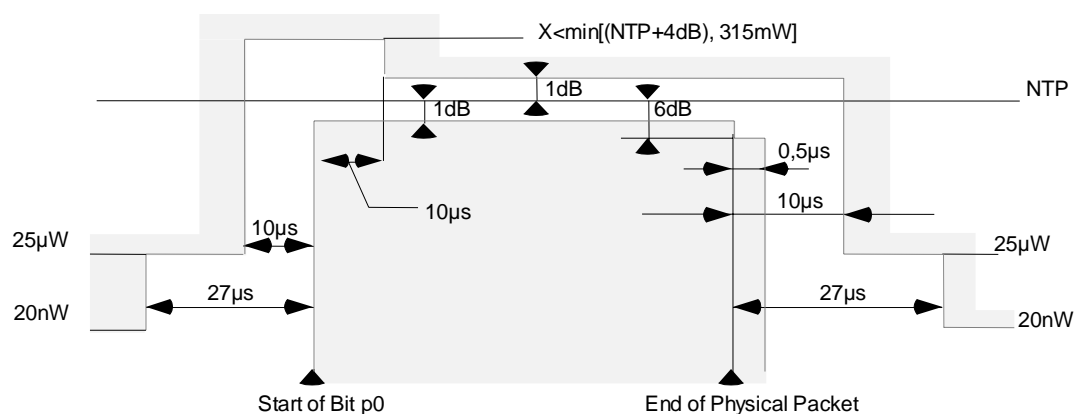 X<min[(NTP+4dB), 315mW]
NTP
1dB
1dB
6dB
0,5µs
10µs
10µs
10µs
25µW
25µW
27µs
27µs
20nW
20nW
Start of Bit p0
End of Physical Packet